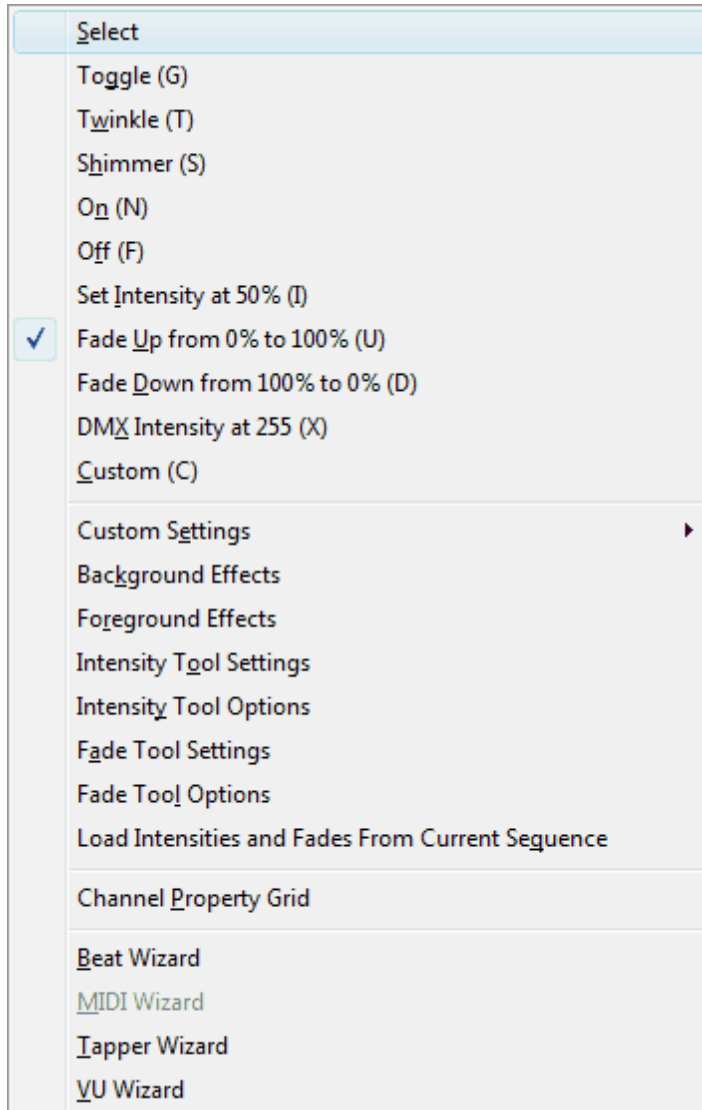 Select
Toggle (G)
Twinkle (T)
Shimmer (S)
On (N)
Off (F)
Set Intensity at 50% (I)
Fade Up from 0% to 100% (U)
Fade Down from 100% to 0% (D)
DMX Intensity at 255 (X)
Custom (C)
Custom Settings
Background Effects
Foreground Effects
Intensity Tool Settings
Intensity Tool Options
Fade Tool Settings
Fade Tool Options
Load Intensities and Fades From Current Sequence
Channel Property Grid
Beat Wizard
MIDI Wizard
Tapper Wizard
VU Wizard